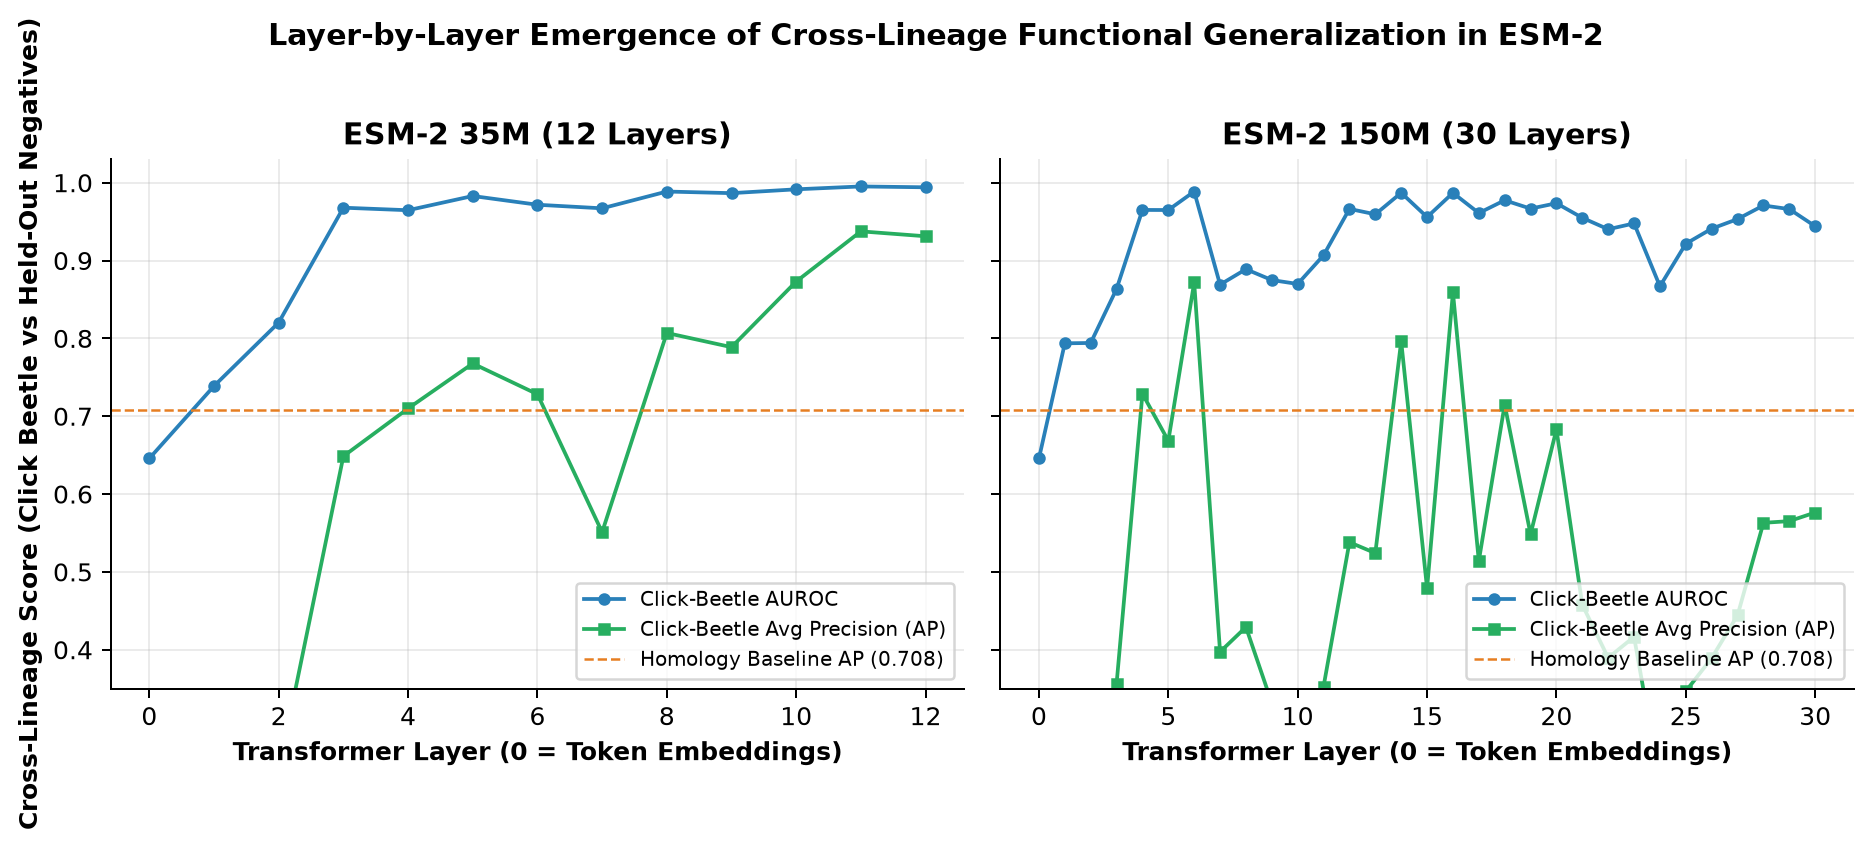 Layer-by-Layer Emergence of Cross-Lineage Functional Generalization in ESM-2
Cross-Lineage Score (Click Beetle vs Held-Out Negatives)
ESM-2 35M (12 Layers)
1.0
0.9
0.8
0.7
0.6
0.5
0.4
Click-Beetle AUROC
Click-Beetle Avg Precision (AP)
Homology Baseline AP (0.708)
0 2 4 6 8 10 12
Transformer Layer (0 = Token Embeddings)
ESM-2 150M (30 Layers)
Click-Beetle AUROC
Click-Beetle Avg Precision (AP)
Homology Baseline AP (0.708)
0 5 10 15 20 25 30
Transformer Layer (0 = Token Embeddings)